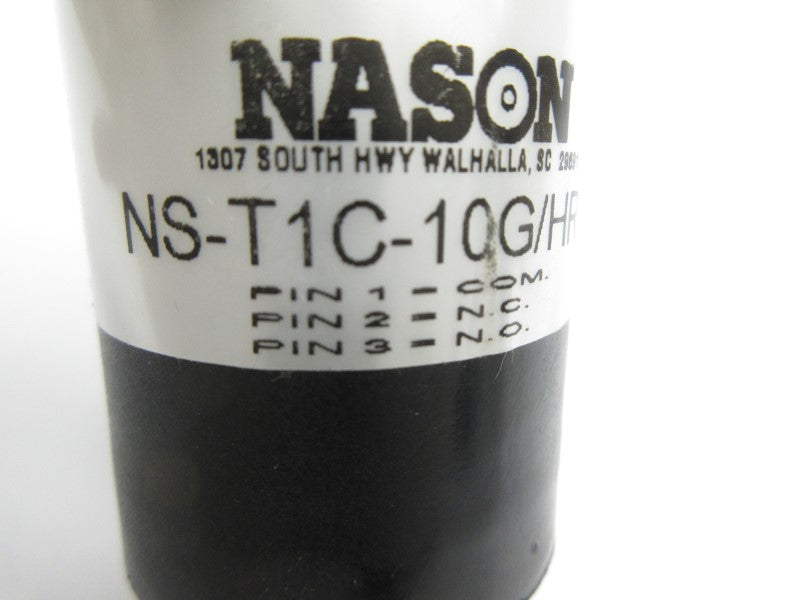 NASON
1307 SOUTH HWY WALHALLA, SC
NS-T1C-10G/HR
PIN 1 = COM.
PIN 2 = N.C.
PIN 3 = N.O.